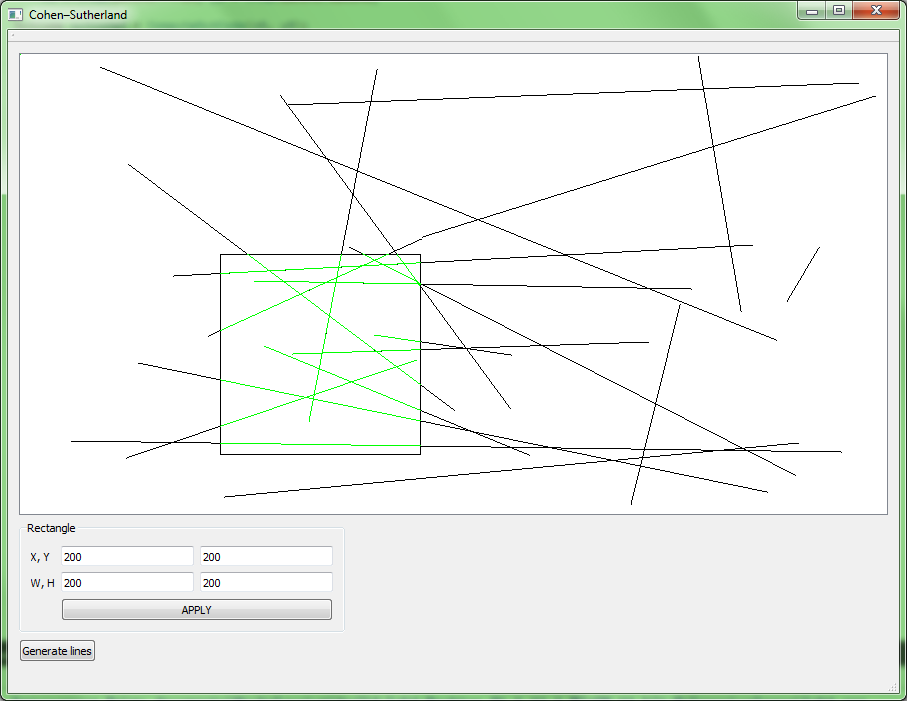 Cohen–Sutherland
Rectangle
X, Y 200 200
W, H 200 200
APPLY
Generate lines